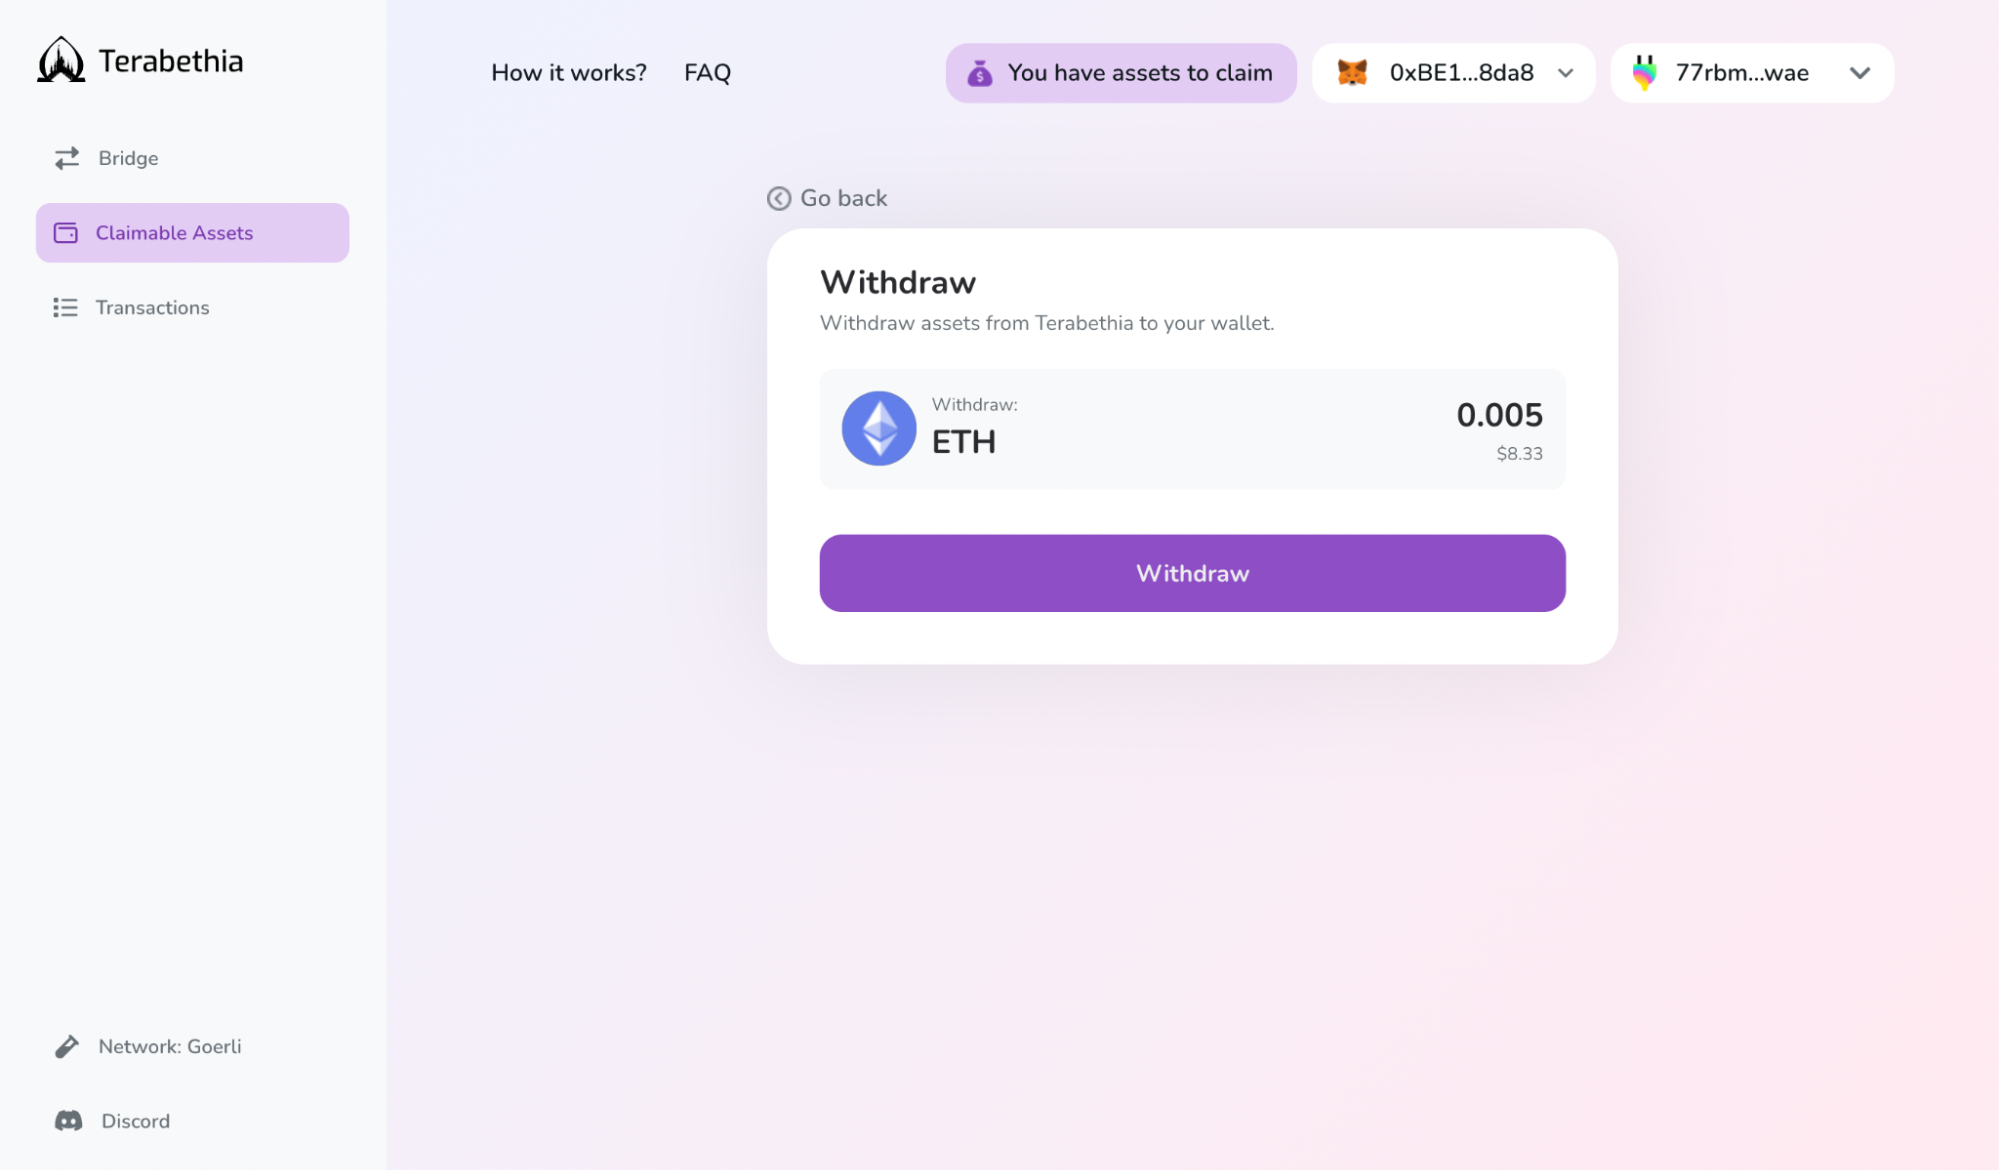 Terabethia
Bridge
Claimable Assets
Transactions
Network: Goerli
Discord
How it works?
FAQ
You have assets to claim
0xBE1...8da8
77rbm...wae
Go back
Withdraw
Withdraw assets from Terabethia to your wallet.
Withdraw:
ETH
0.005
$8.33
Withdraw